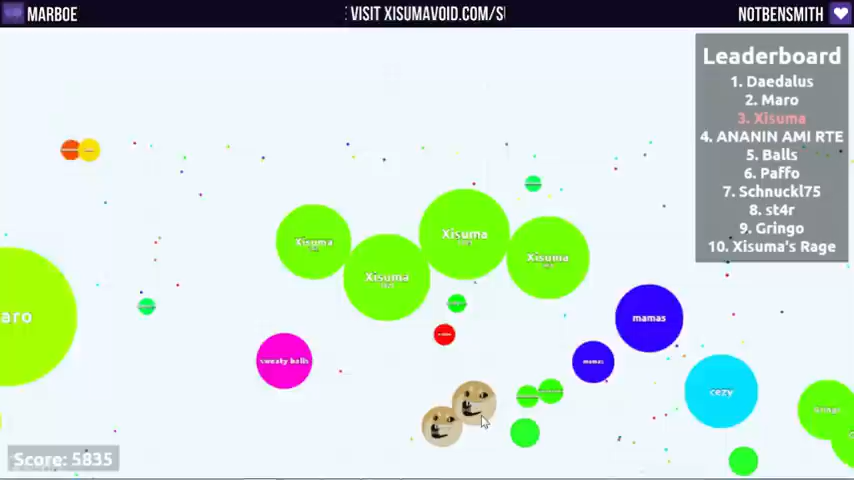 MARBOE
VISIT XISUMAVOID.COM/S
NOTBENSMITH
Leaderboard
1. Daedalus
2. Maro
3. Xisuma
4. ANANIN AMI RTE
5. Balls
6. Paffo
7. Schnuckl75
8. st4r
9. Gringo
10. Xisuma's Rage
Xisuma
Xisuma
Xisuma
Xisuma
aro
mamas
sweaty balls
mamas
cezy
Score: 5835